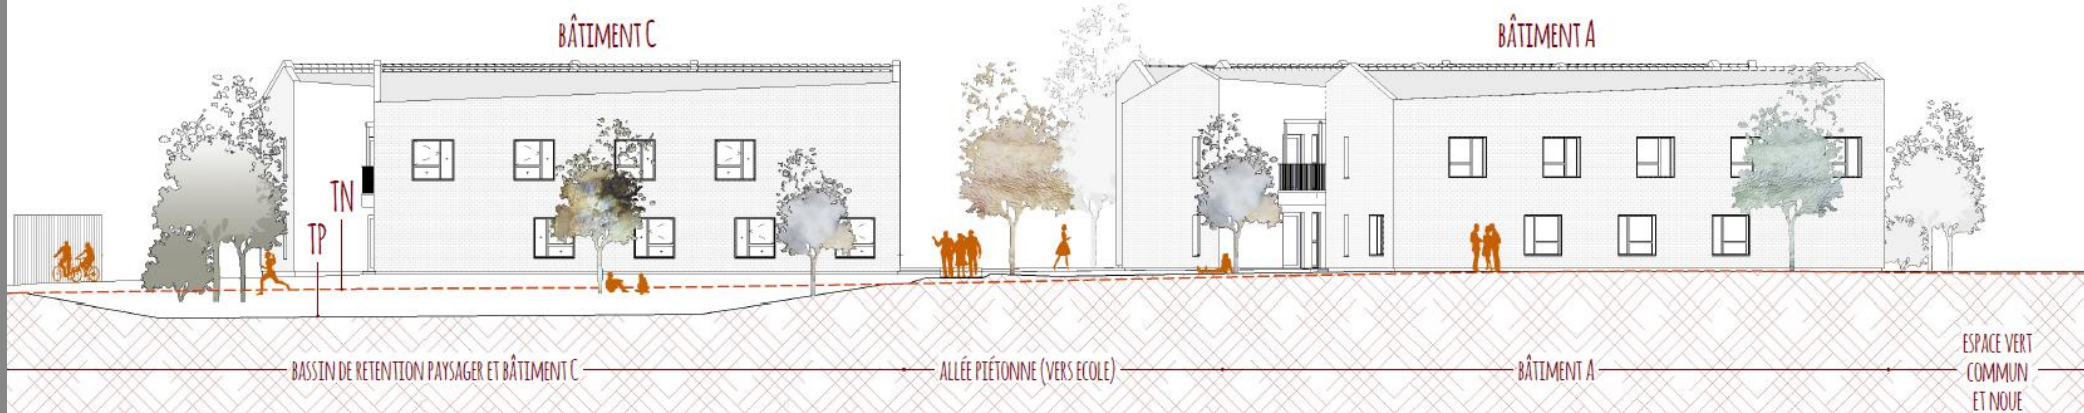 BÂTIMENT C
BÂTIMENT A
TN
TP
BASSIN DE RETENTION PAYSAGER ET BÂTIMENT C
ALLÉE PIÉTONNE (VERS ECOLE)
BÂTIMENT A
ESPACE VERT
COMMUN
ET NOUE